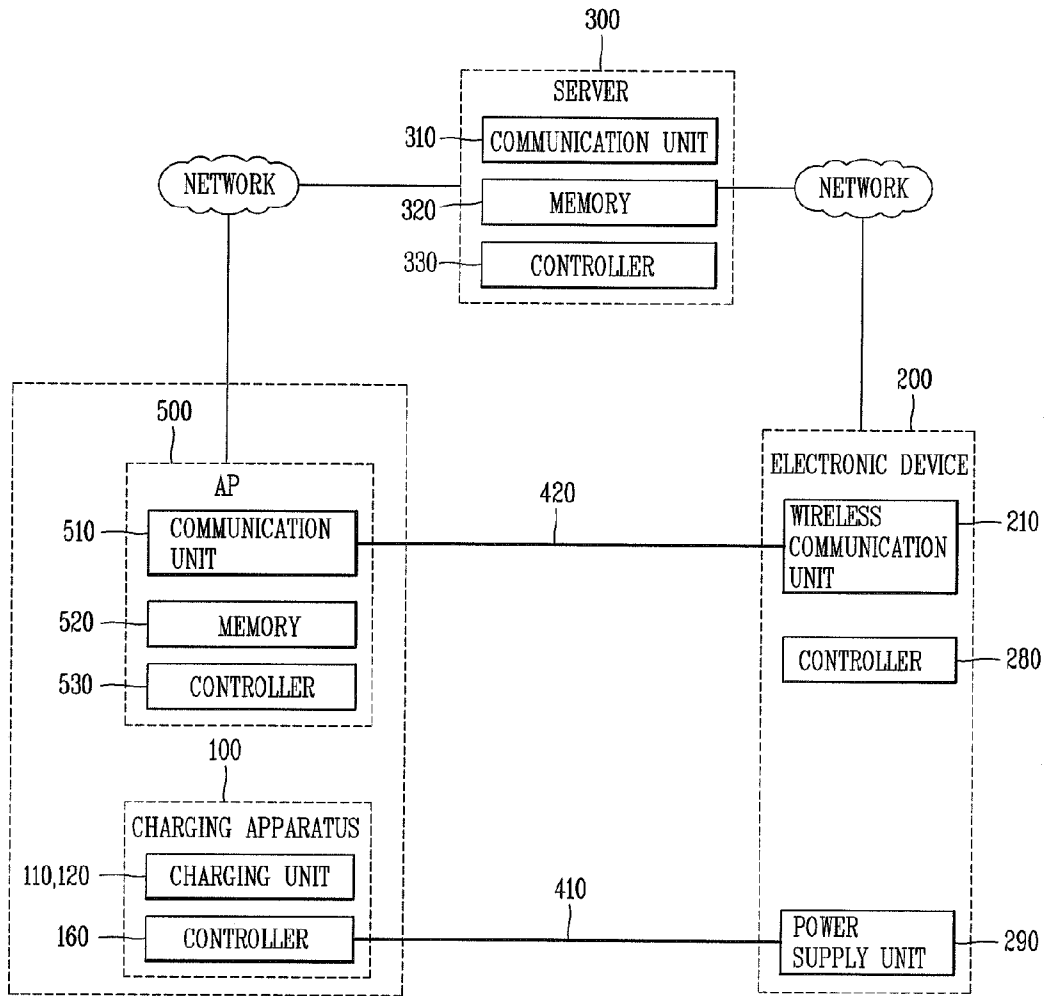 300
SERVER
310
COMMUNICATION UNIT
NETWORK
320
MEMORY
NETWORK
330
CONTROLLER
500
200
AP
ELECTRONIC DEVICE
510
COMMUNICATION
UNIT
420
WIRELESS
COMMUNICATION
UNIT
210
520
MEMORY
530
CONTROLLER
CONTROLLER
280
100
CHARGING APPARATUS
110,120
CHARGING UNIT
160
CONTROLLER
410
POWER
SUPPLY UNIT
290